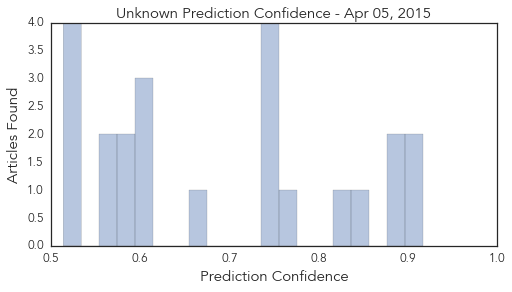 Unknown Prediction Confidence - Apr 05, 2015
4.0
3.5
3.0
2.5
2.0
1.5
1.0
0.5
0.0
Articles Found
0.5 0.6 0.7 0.8 0.9 1.0
Prediction Confidence